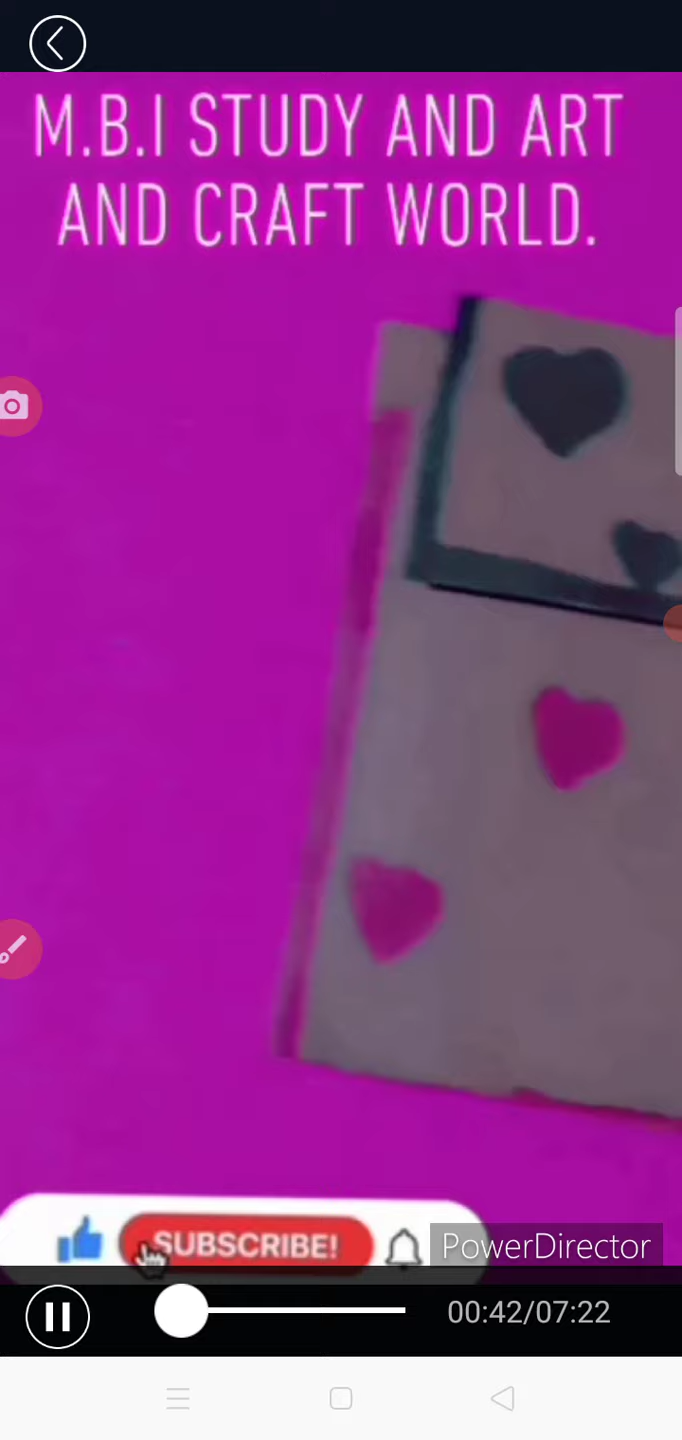 M.B.I STUDY AND ART
AND CRAFT WORLD.
SUBSCRIBE!
PowerDirector
00:42/07:22